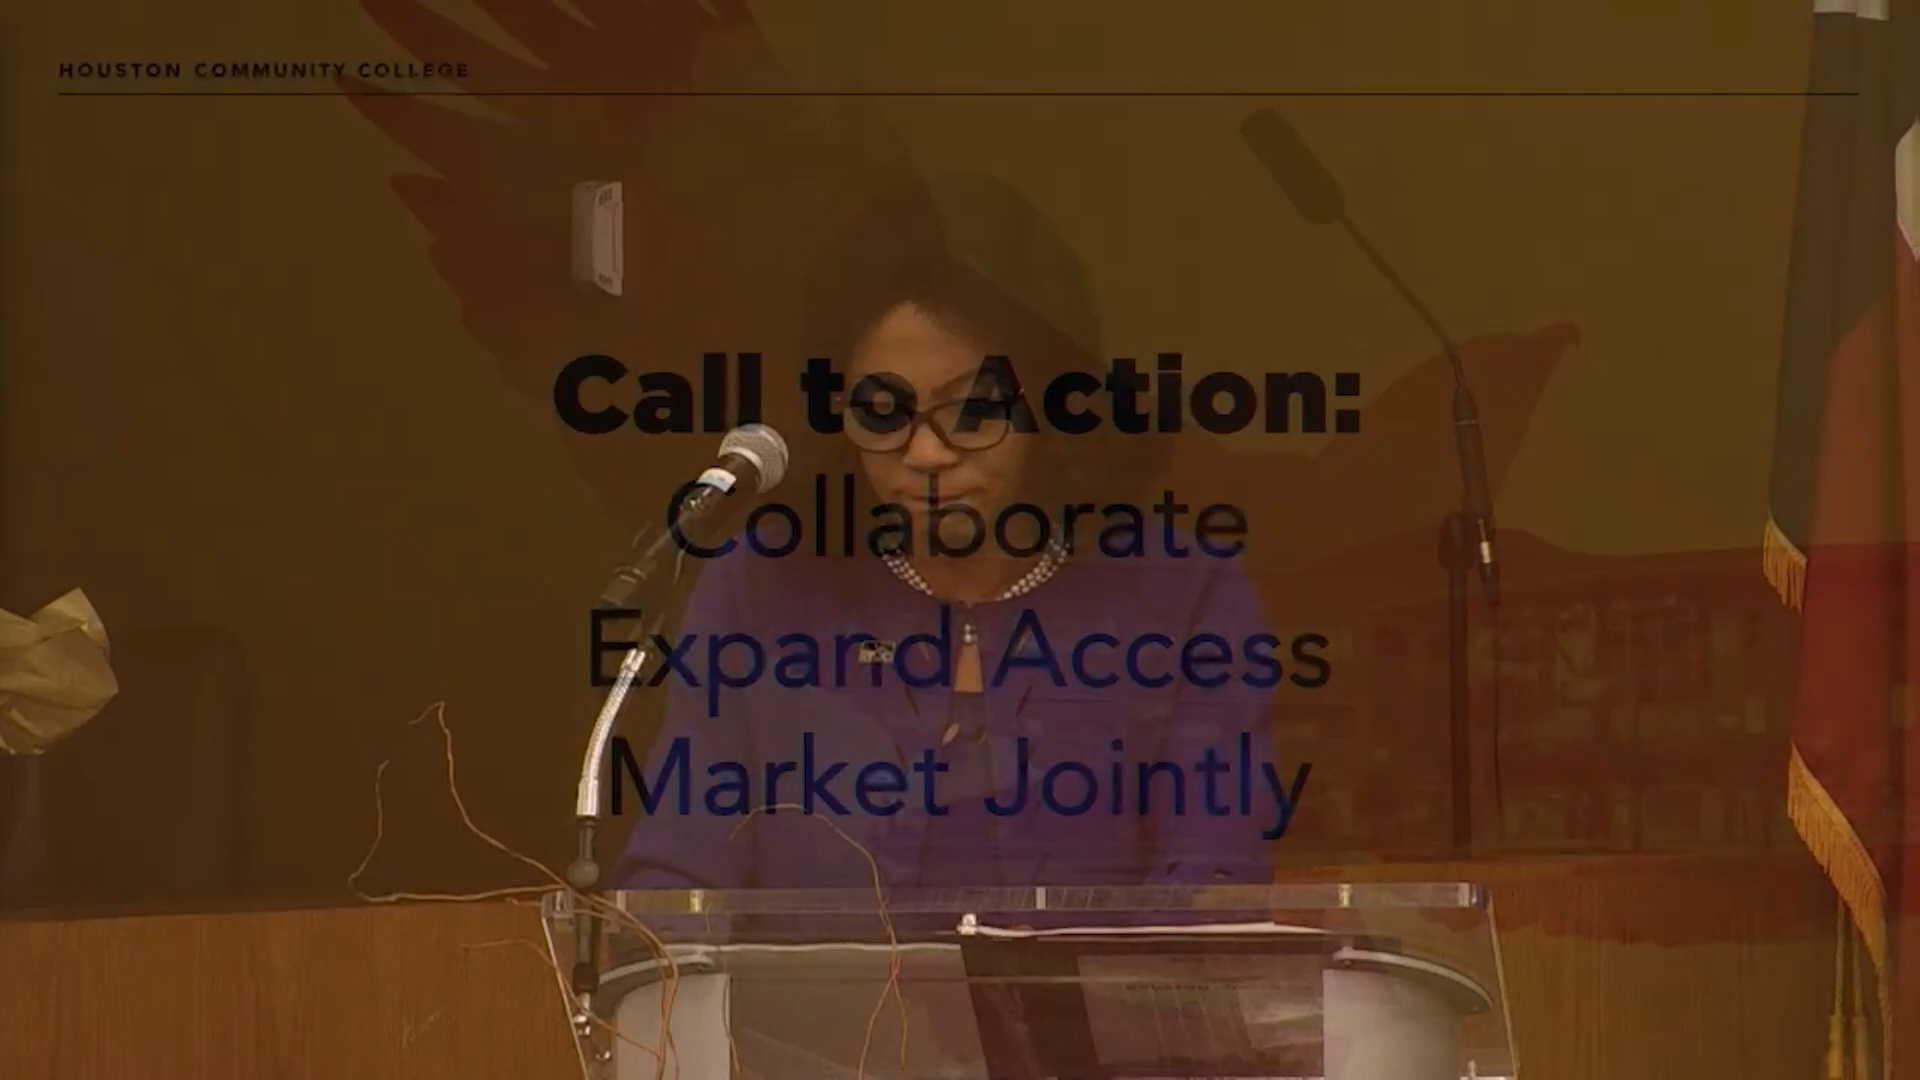 HOUSTON COMMUNITY COLLEGE
Call to Action:
Collaborate
Expand Access
Market Jointly